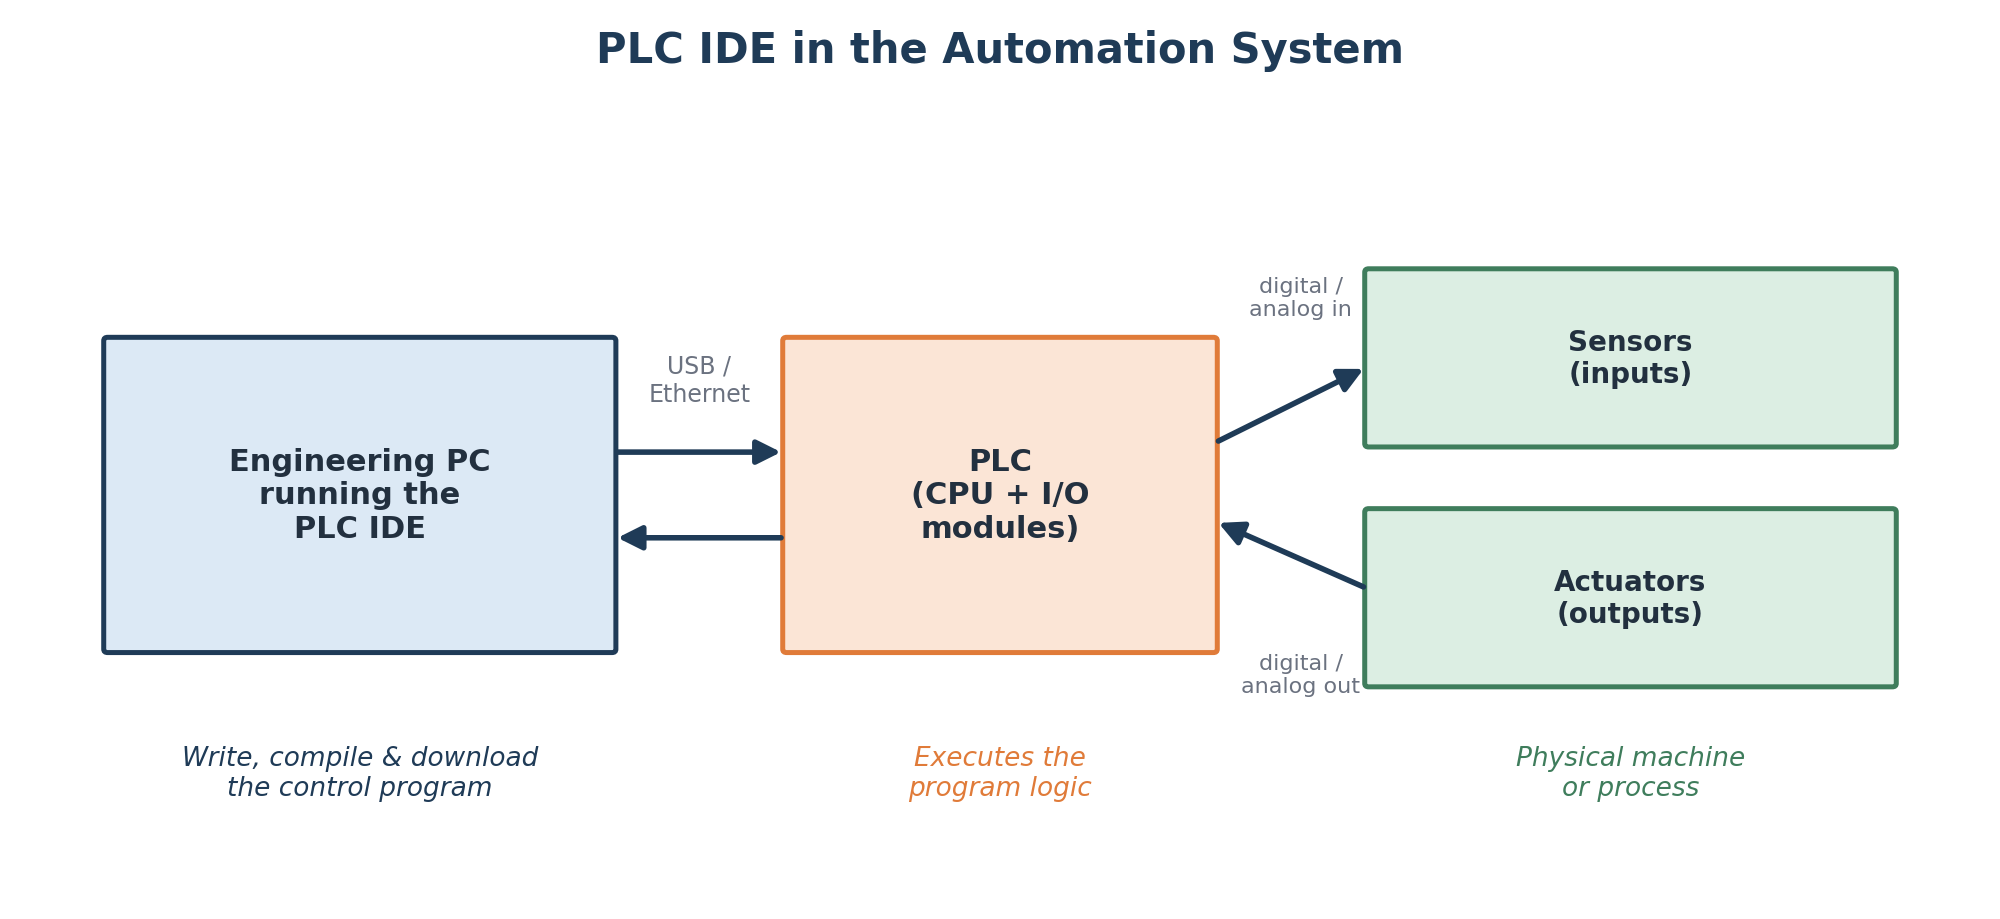 PLC IDE in the Automation System
Engineering PC
running the
PLC IDE
USB /
Ethernet
PLC
(CPU + I/O
modules)
digital /
analog in
Sensors
(inputs)
Actuators
(outputs)
digital /
analog out
Write, compile & download
the control program
Executes the
program logic
Physical machine
or process